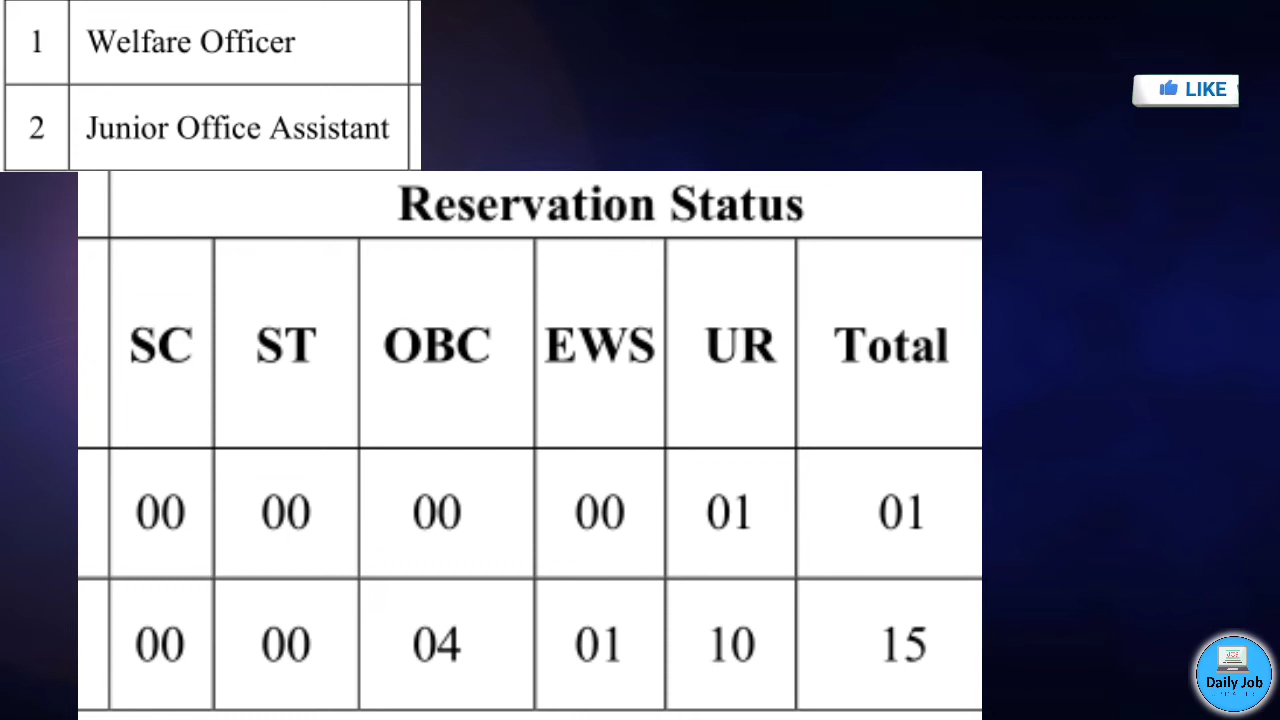 1 Welfare Officer
2 Junior Office Assistant
LIKE
Reservation Status
SC ST OBC EWS UR Total
00 00 00 00 01 01
00 00 04 01 10 15
Daily Job